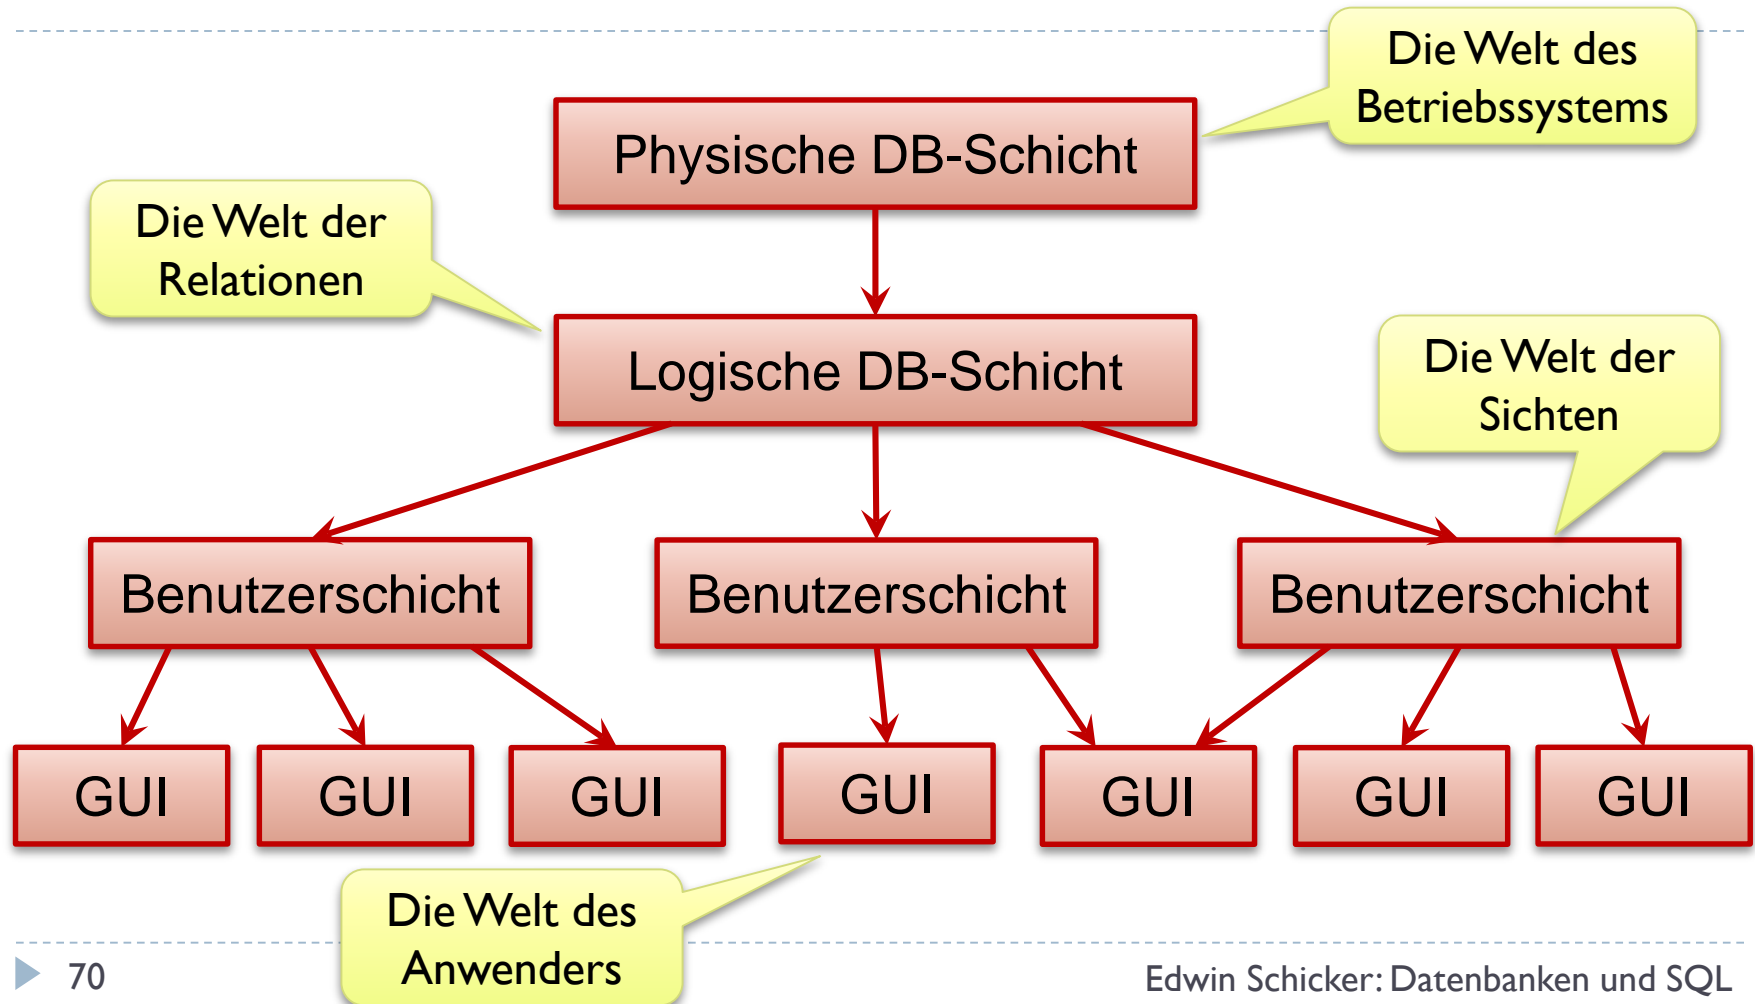 Die Welt des
Betriebssystems
Physische DB-Schicht
Die Welt der
Relationen
Logische DB-Schicht
Die Welt der
Sichten
Benutzerschicht
Benutzerschicht
Benutzerschicht
GUI
GUI
GUI
GUI
GUI
GUI
GUI
Die Welt des
Anwenders
70
Edwin Schicker: Datenbanken und SQL